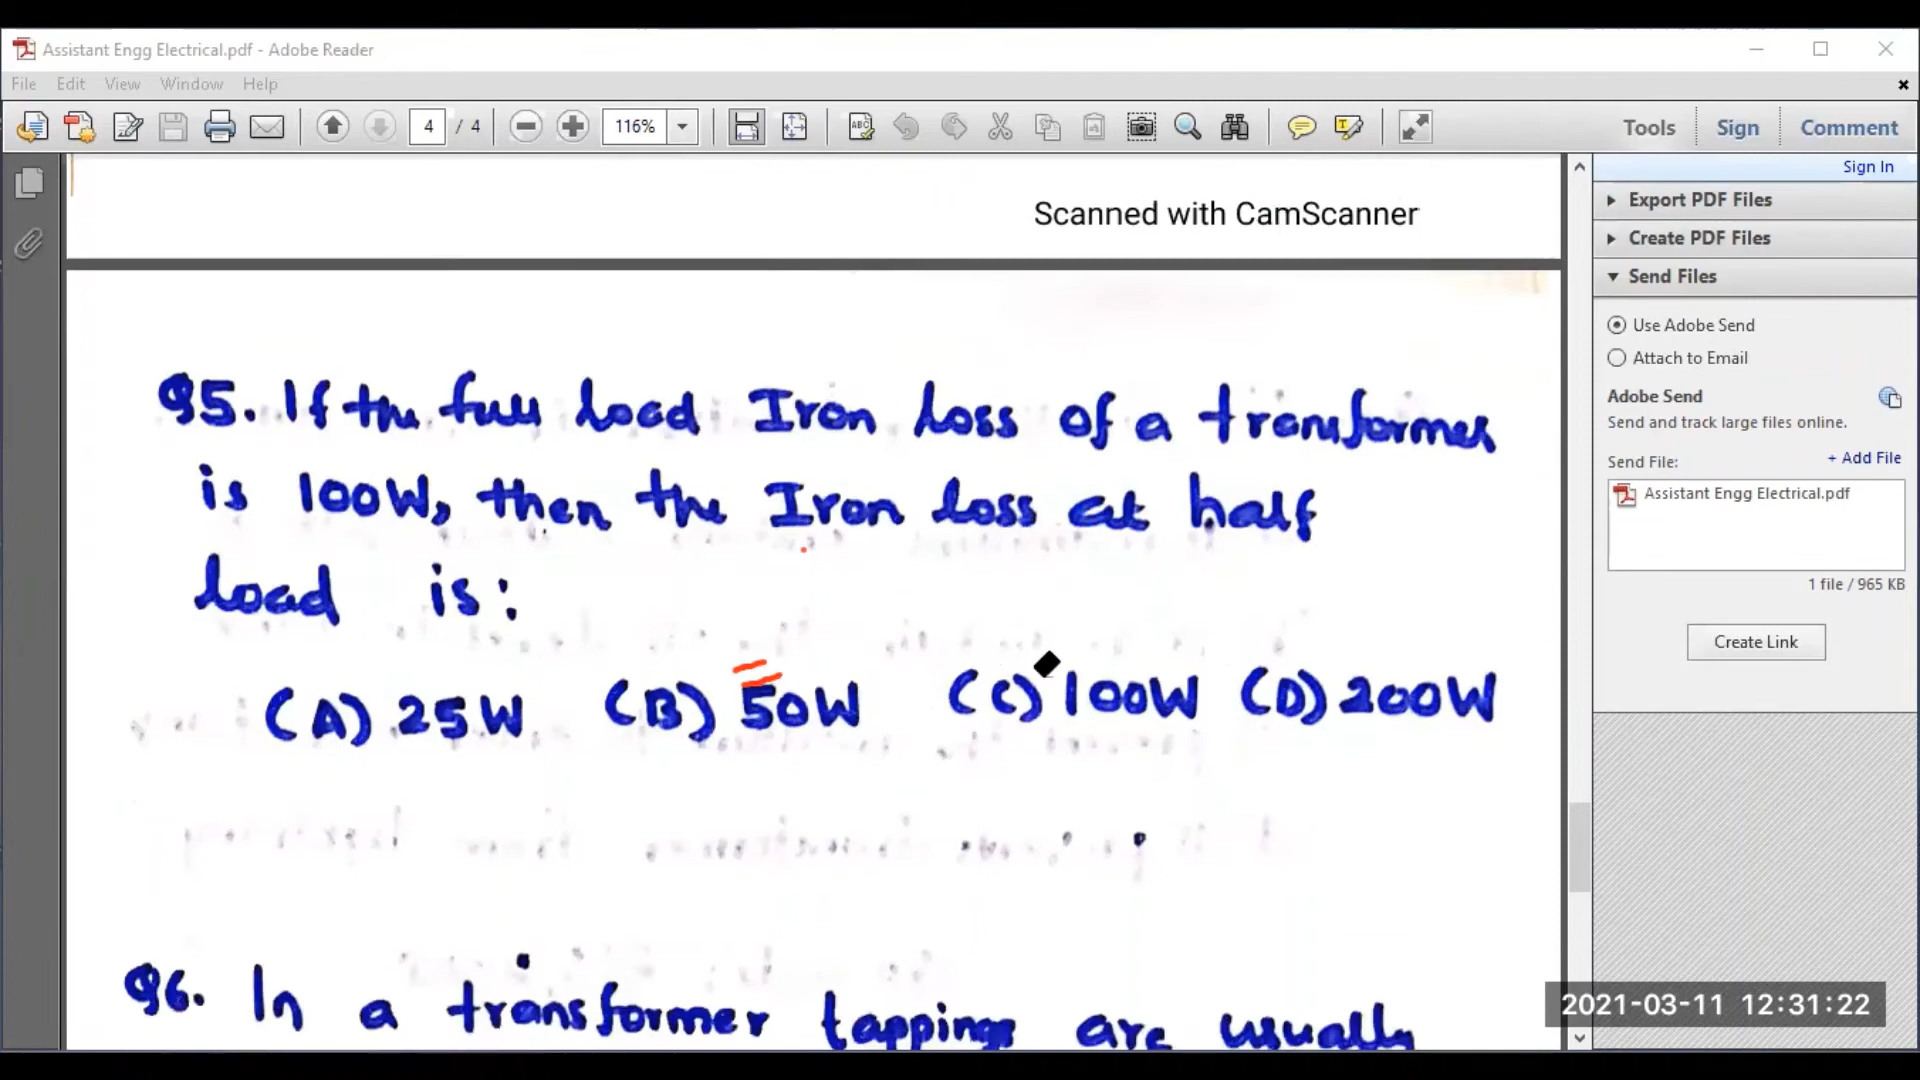 Assistant Engg Electrical.pdf - Adobe Reader
File Edit View Window Help
4 / 4 116% Tools Sign Comment
Sign In
Scanned with CamScanner
Export PDF Files
Create PDF Files
Send Files
Use Adobe Send
Attach to Email
Adobe Send
Send and track large files online.
Send File: + Add File
Assistant Engg Electrical.pdf
1 file / 965 KB
Create Link
Q5. If the full load Iron loss of a transformer
is 100W, then the Iron loss at half
load is:
(A) 25W (B) 50W (C) 100W (D) 200W
Q6. In a transformer tappings are usually
2021-03-11 12:31:22